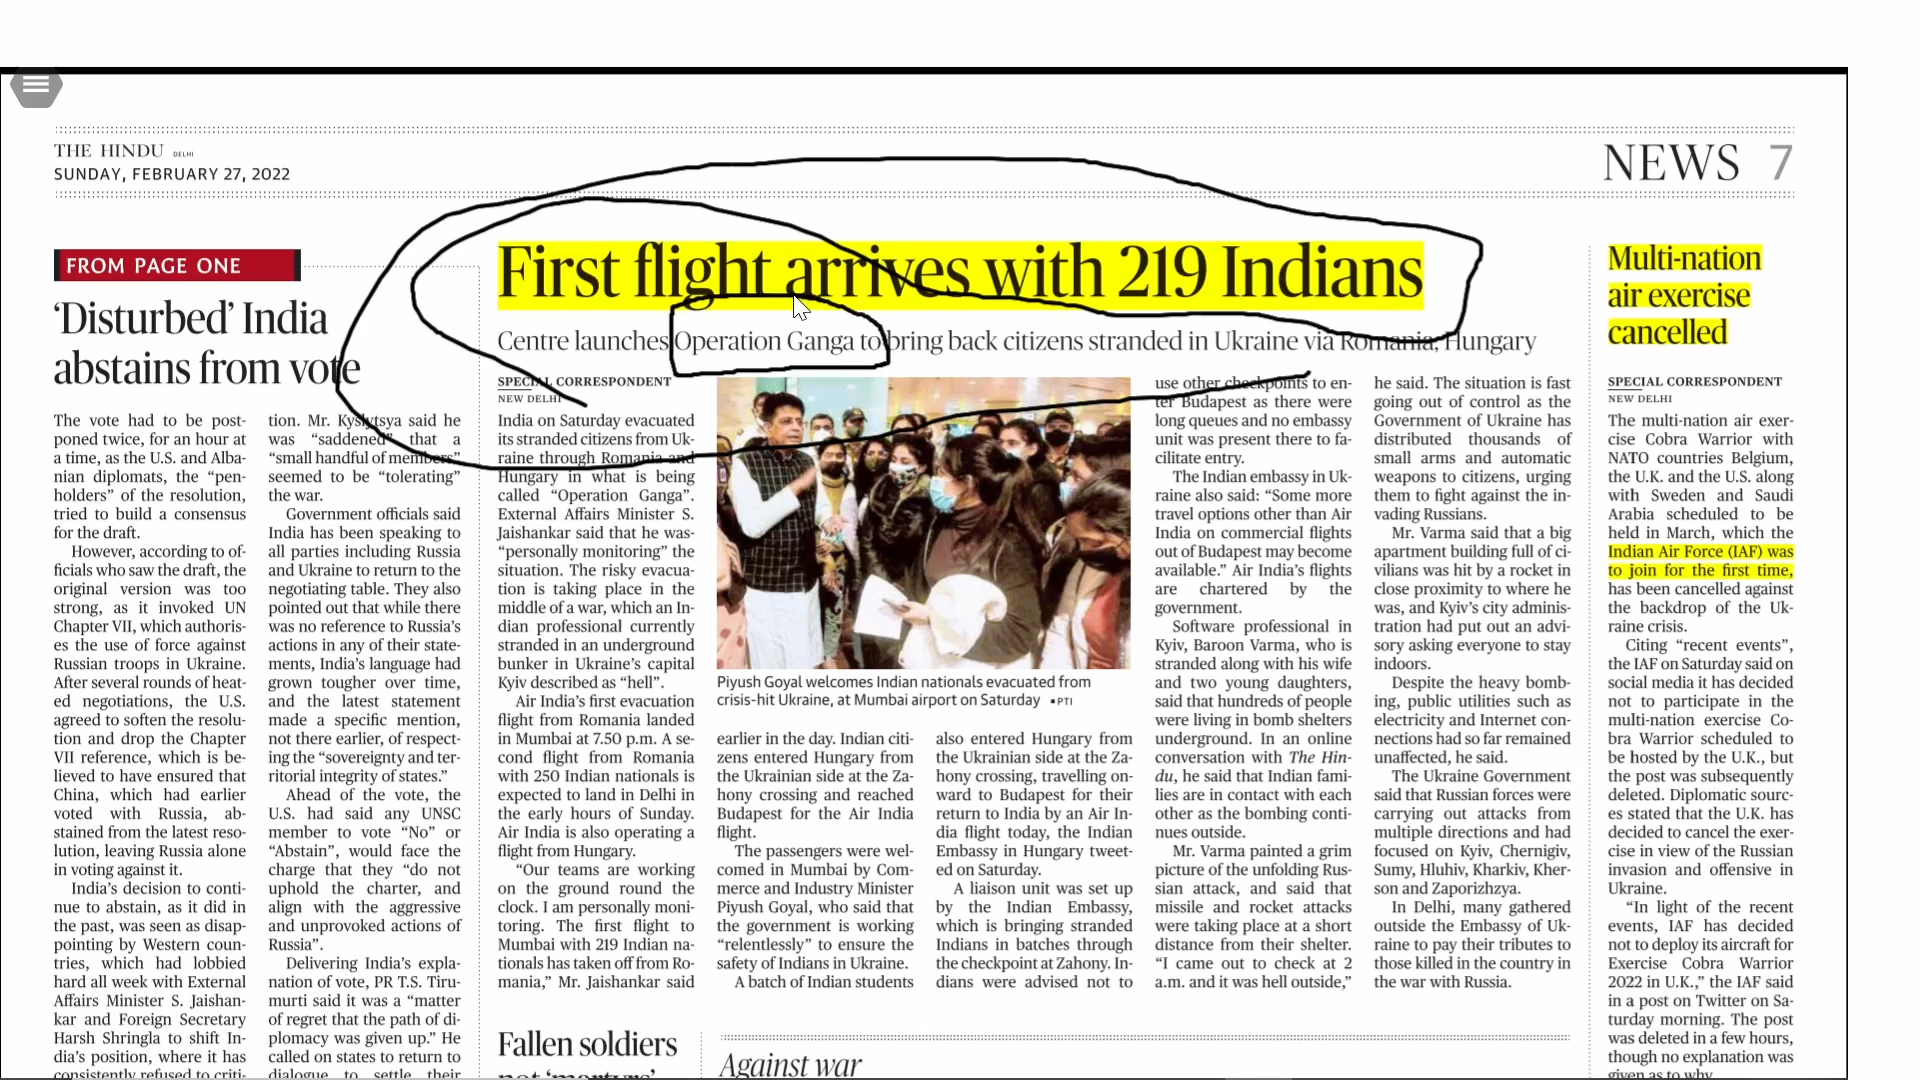 THE HINDU DELHI
SUNDAY, FEBRUARY 27, 2022
NEWS 7
FROM PAGE ONE
‘Disturbed’ India
abstains from vote
The vote had to be post-
poned twice, for an hour at
a time, as the U.S. and Alba-
nian diplomats, the “pen-
holders” of the resolution,
tried to build a consensus
for the draft.
However, according to of-
ficials who saw the draft, the
original version was too
strong, as it invoked UN
Chapter VII, which authoris-
es the use of force against
Russian troops in Ukraine.
After several rounds of heat-
ed negotiations, the U.S.
agreed to soften the resolu-
tion and drop the Chapter
VII reference, which is be-
lieved to have ensured that
China, which had earlier
voted with Russia, ab-
stained from the latest reso-
lution, leaving Russia alone
in voting against it.
India’s decision to conti-
nue to abstain, as it did in
the past, was seen as disap-
pointing by Western coun-
tries, which had lobbied
hard all week with External
Affairs Minister S. Jaishan-
kar and Foreign Secretary
Harsh Shringla to shift In-
dia’s position, where it has
consistently refused to criti-
tion. Mr. Kyslytsya said he
was “saddened” that a
“small handful of members”
seemed to be “tolerating”
the war.
Government officials said
India has been speaking to
all parties including Russia
and Ukraine to return to the
negotiating table. They also
pointed out that while there
was no reference to Russia’s
actions in any of their state-
ments, India’s language had
grown tougher over time,
and the latest statement
made a specific mention,
not there earlier, of respect-
ing the “sovereignty and ter-
ritorial integrity of states.”
Ahead of the vote, the
U.S. had said any UNSC
member to vote “No” or
“Abstain”, would face the
charge that they “do not
uphold the charter, and
align with the aggressive
and unprovoked actions of
Russia”.
Delivering India’s expla-
nation of vote, PR T.S. Tiru-
murti said it was a “matter
of regret that the path of di-
plomacy was given up.” He
called on states to return to
dialogue to settle their
First flight arrives with 219 Indians
Centre launches Operation Ganga to bring back citizens stranded in Ukraine via Romania, Hungary
SPECIAL CORRESPONDENT
NEW DELHI
India on Saturday evacuated
its stranded citizens from Uk-
raine through Romania and
Hungary in what is being
called “Operation Ganga”.
External Affairs Minister S.
Jaishankar said that he was
“personally monitoring” the
situation. The risky evacua-
tion is taking place in the
middle of a war, which an In-
dian professional currently
stranded in an underground
bunker in Ukraine’s capital
Kyiv described as “hell”.
Air India’s first evacuation
flight from Romania landed
in Mumbai at 7.50 p.m. A se-
cond flight from Romania
with 250 Indian nationals is
expected to land in Delhi in
the early hours of Sunday.
Air India is also operating a
flight from Hungary.
“Our teams are working
on the ground round the
clock. I am personally moni-
toring. The first flight to
Mumbai with 219 Indian na-
tionals has taken off from Ro-
mania,” Mr. Jaishankar said
Piyush Goyal welcomes Indian nationals evacuated from
crisis-hit Ukraine, at Mumbai airport on Saturday ▪PTI
earlier in the day. Indian citi-
zens entered Hungary from
the Ukrainian side at the Za-
hony crossing and reached
Budapest for the Air India
flight.
The passengers were wel-
comed in Mumbai by Com-
merce and Industry Minister
Piyush Goyal, who said that
the government is working
“relentlessly” to ensure the
safety of Indians in Ukraine.
A batch of Indian students
also entered Hungary from
the Ukrainian side at the Za-
hony crossing, travelling on-
ward to Budapest for their
return to India by an Air In-
dia flight today, the Indian
Embassy in Hungary tweet-
ed on Saturday.
A liaison unit was set up
by the Indian Embassy,
which is bringing stranded
Indians in batches through
the checkpoint at Zahony. In-
dians were advised not to
use other checkpoints to en-
ter Budapest as there were
long queues and no embassy
unit was present there to fa-
cilitate entry.
The Indian embassy in Uk-
raine also said: “Some more
travel options other than Air
India on commercial flights
out of Budapest may become
available.” Air India’s flights
are chartered by the
government.
Software professional in
Kyiv, Baroon Varma, who is
stranded along with his wife
and two young daughters,
said that hundreds of people
were living in bomb shelters
underground. In an online
conversation with The Hin-
du, he said that Indian fami-
lies are in contact with each
other as the bombing conti-
nues outside.
Mr. Varma painted a grim
picture of the unfolding Rus-
sian attack, and said that
missile and rocket attacks
were taking place at a short
distance from their shelter.
“I came out to check at 2
a.m. and it was hell outside,”
he said. The situation is fast
going out of control as the
Government of Ukraine has
distributed thousands of
small arms and automatic
weapons to citizens, urging
them to fight against the in-
vading Russians.
Mr. Varma said that a big
apartment building full of ci-
vilians was hit by a rocket in
close proximity to where he
was, and Kyiv’s city adminis-
tration had put out an advi-
sory asking everyone to stay
indoors.
Despite the heavy bomb-
ing, public utilities such as
electricity and Internet con-
nections had so far remained
unaffected, he said.
The Ukraine Government
said that Russian forces were
carrying out attacks from
multiple directions and had
focused on Kyiv, Chernigiv,
Sumy, Hluhiv, Kharkiv, Kher-
son and Zaporizhzya.
In Delhi, many gathered
outside the Embassy of Uk-
raine to pay their tributes to
those killed in the country in
the war with Russia.
Multi-nation
air exercise
cancelled
SPECIAL CORRESPONDENT
NEW DELHI
The multi-nation air exer-
cise Cobra Warrior with
NATO countries Belgium,
the U.K. and the U.S. along
with Sweden and Saudi
Arabia scheduled to be
held in March, which the
Indian Air Force (IAF) was
to join for the first time,
has been cancelled against
the backdrop of the Uk-
raine crisis.
Citing “recent events”,
the IAF on Saturday said on
social media it has decided
not to participate in the
multi-nation exercise Co-
bra Warrior scheduled to
be hosted by the U.K., but
the post was subsequently
deleted. Diplomatic sourc-
es stated that the U.K. has
decided to cancel the exer-
cise in view of the Russian
invasion and offensive in
Ukraine.
“In light of the recent
events, IAF has decided
not to deploy its aircraft for
Exercise Cobra Warrior
2022 in U.K.,” the IAF said
in a post on Twitter on Sa-
turday morning. The post
was deleted in a few hours,
though no explanation was
given as to why.
Fallen soldiers
not ‘martyrs’
Against war